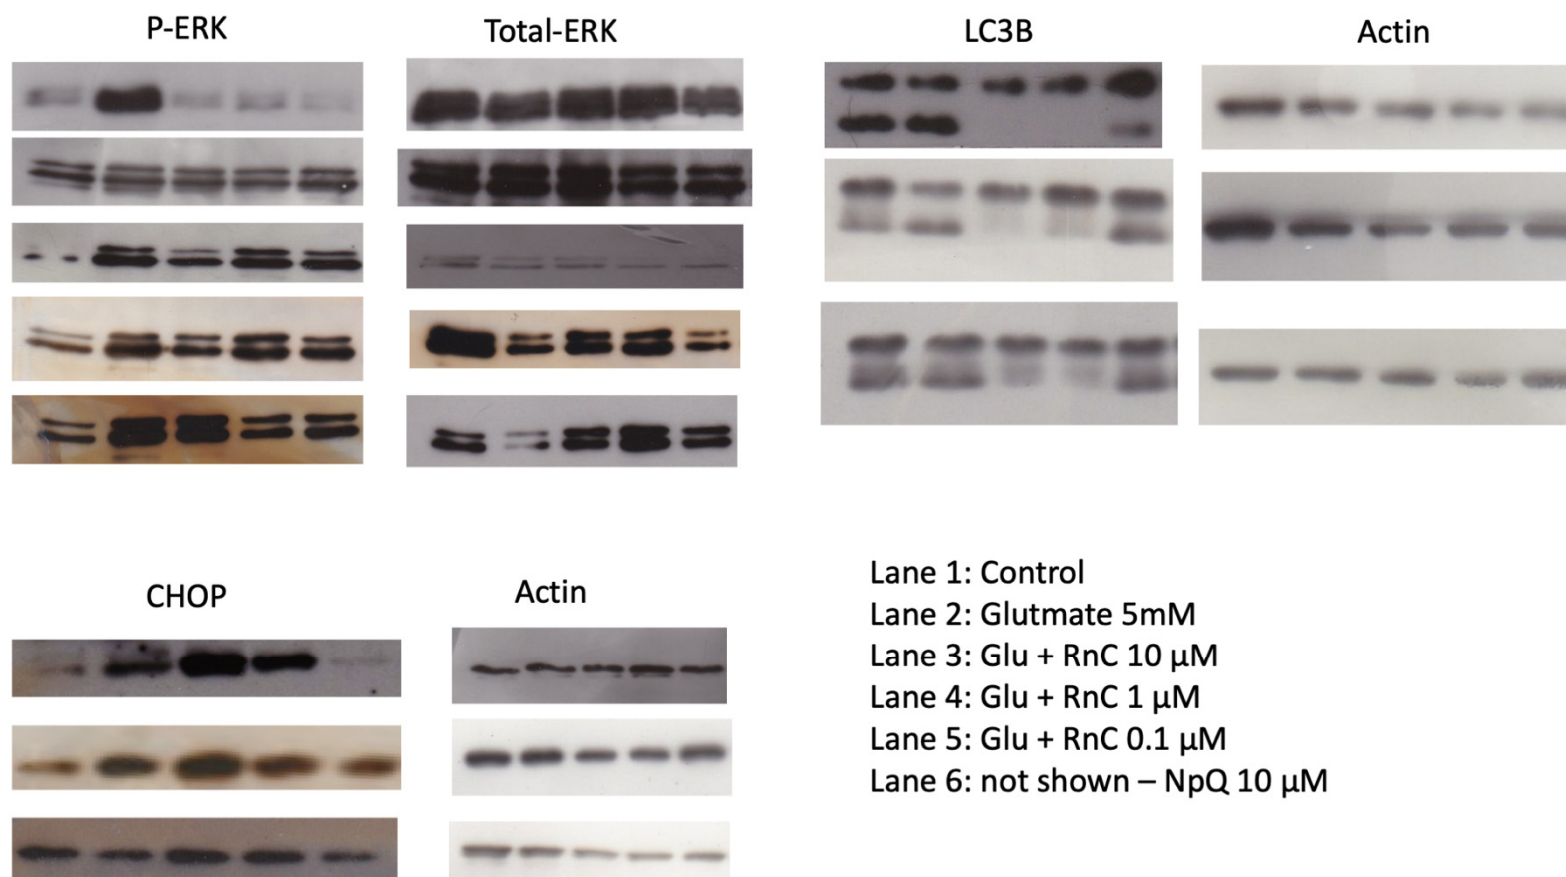 P-ERK
Total-ERK
LC3B
Actin
CHOP
Actin
Lane 1: Control
Lane 2: Glutmate 5mM
Lane 3: Glu + RnC 10 μM
Lane 4: Glu + RnC 1 μM
Lane 5: Glu + RnC 0.1 μM
Lane 6: not shown – NpQ 10 μM